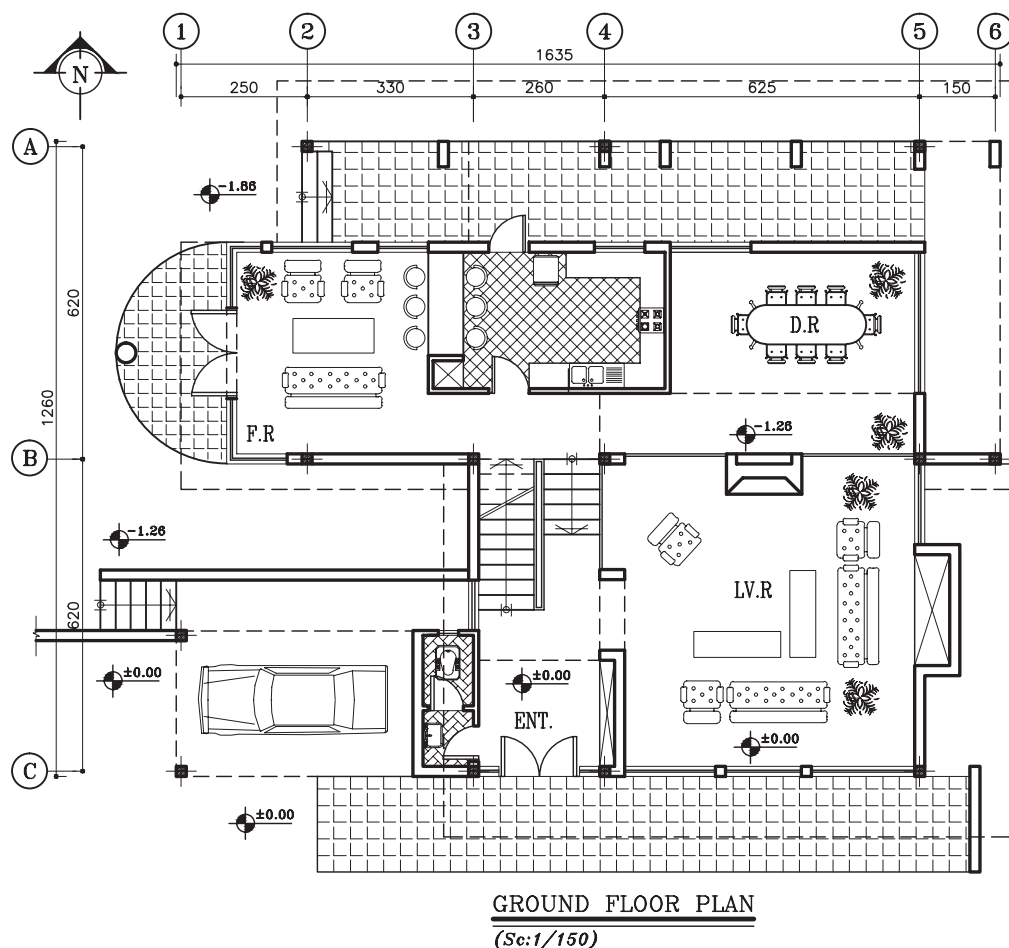 1 2 3 4 5 6
1635
N
250 330 260 625 150
A
-1.86
620
D.R
1260
F.R
-1.26
B
-1.26
LV.R
620
±0.00
±0.00
ENT.
±0.00
C
±0.00
GROUND FLOOR PLAN
(Sc:1/150)